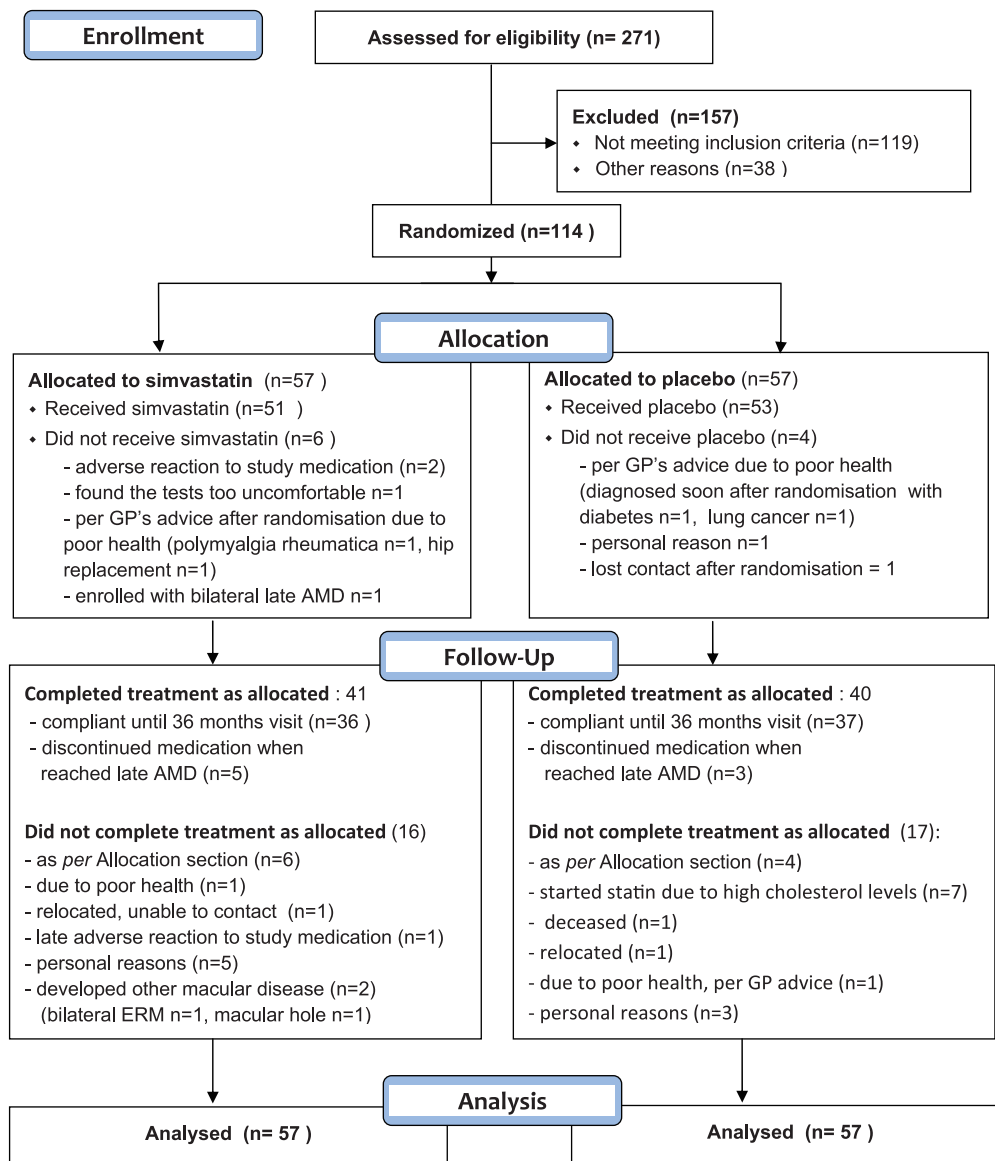 Enrollment
Assessed for eligibility (n= 271)
Excluded (n=157)
◆ Not meeting inclusion criteria (n=119)
◆ Other reasons (n=38 )
Randomized (n=114 )
Allocation
Allocated to simvastatin (n=57 )
◆ Received simvastatin (n=51 )
◆ Did not receive simvastatin (n=6 )
- adverse reaction to study medication (n=2)
- found the tests too uncomfortable n=1
- per GP's advice after randomisation due to
poor health (polymyalgia rheumatica n=1, hip
replacement n=1)
- enrolled with bilateral late AMD n=1
Allocated to placebo (n=57)
◆ Received placebo (n=53)
◆ Did not receive placebo (n=4)
- per GP's advice due to poor health
(diagnosed soon after randomisation with
diabetes n=1, lung cancer n=1)
- personal reason n=1
- lost contact after randomisation = 1
Follow-Up
Completed treatment as allocated : 41
- compliant until 36 months visit (n=36 )
- discontinued medication when
reached late AMD (n=5)
Did not complete treatment as allocated (16)
- as per Allocation section (n=6)
- due to poor health (n=1)
- relocated, unable to contact (n=1)
- late adverse reaction to study medication (n=1)
- personal reasons (n=5)
- developed other macular disease (n=2)
(bilateral ERM n=1, macular hole n=1)
Completed treatment as allocated : 40
- compliant until 36 months visit (n=37)
- discontinued medication when
reached late AMD (n=3)
Did not complete treatment as allocated (17):
- as per Allocation section (n=4)
- started statin due to high cholesterol levels (n=7)
- deceased (n=1)
- relocated (n=1)
- due to poor health, per GP advice (n=1)
- personal reasons (n=3)
Analysis
Analysed (n= 57 )
Analysed (n= 57 )